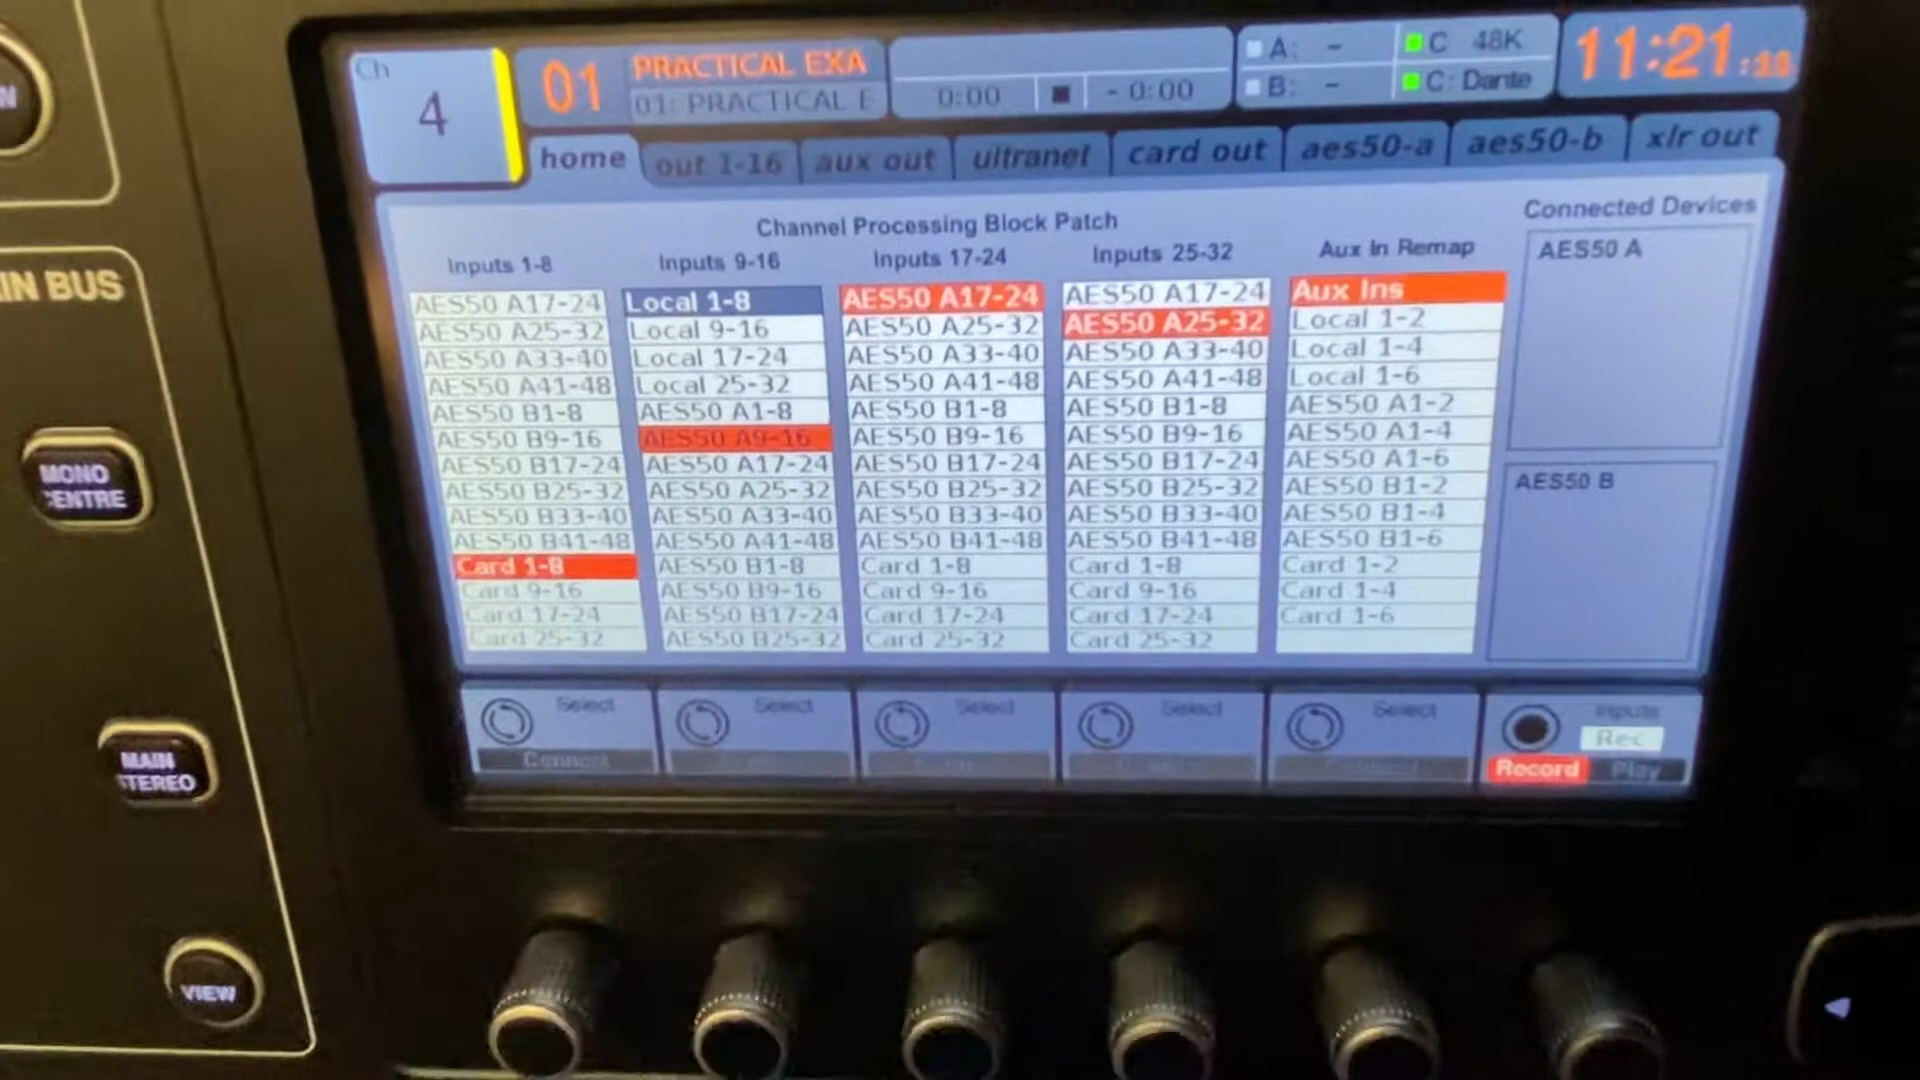 Ch
4
01 PRACTICAL EXA
01: PRACTICAL E
0:00 - 0:00
A: -
B: -
C 48K
C: Dante
11:21
home out 1-16 aux out ultranet card out aes50-a aes50-b xlr out
Channel Processing Block Patch
Connected Devices
Inputs 1-8
AES50 A17-24
AES50 A25-32
AES50 A33-40
AES50 A41-48
AES50 B1-8
AES50 B9-16
AES50 B17-24
AES50 B25-32
AES50 B33-40
AES50 B41-48
Card 1-8
Card 9-16
Card 17-24
Card 25-32
Inputs 9-16
Local 1-8
Local 9-16
Local 17-24
Local 25-32
AES50 A1-8
AES50 A9-16
AES50 A17-24
AES50 A25-32
AES50 A33-40
AES50 A41-48
AES50 B1-8
AES50 B9-16
AES50 B17-24
AES50 B25-32
Inputs 17-24
AES50 A17-24
AES50 A25-32
AES50 A33-40
AES50 A41-48
AES50 B1-8
AES50 B9-16
AES50 B17-24
AES50 B25-32
AES50 B33-40
AES50 B41-48
Card 1-8
Card 9-16
Card 17-24
Card 25-32
Inputs 25-32
AES50 A17-24
AES50 A25-32
AES50 A33-40
AES50 A41-48
AES50 B1-8
AES50 B9-16
AES50 B17-24
AES50 B25-32
AES50 B33-40
AES50 B41-48
Card 1-8
Card 9-16
Card 17-24
Card 25-32
Aux In Remap
Aux Ins
Local 1-2
Local 1-4
Local 1-6
AES50 A1-2
AES50 A1-4
AES50 A1-6
AES50 B1-2
AES50 B1-4
AES50 B1-6
Card 1-2
Card 1-4
Card 1-6
AES50 A
AES50 B
Select Select Select Select Select Inputs
Rec
Connect
Record Play
IN BUS
MONO
CENTRE
MAIN
STEREO
VIEW